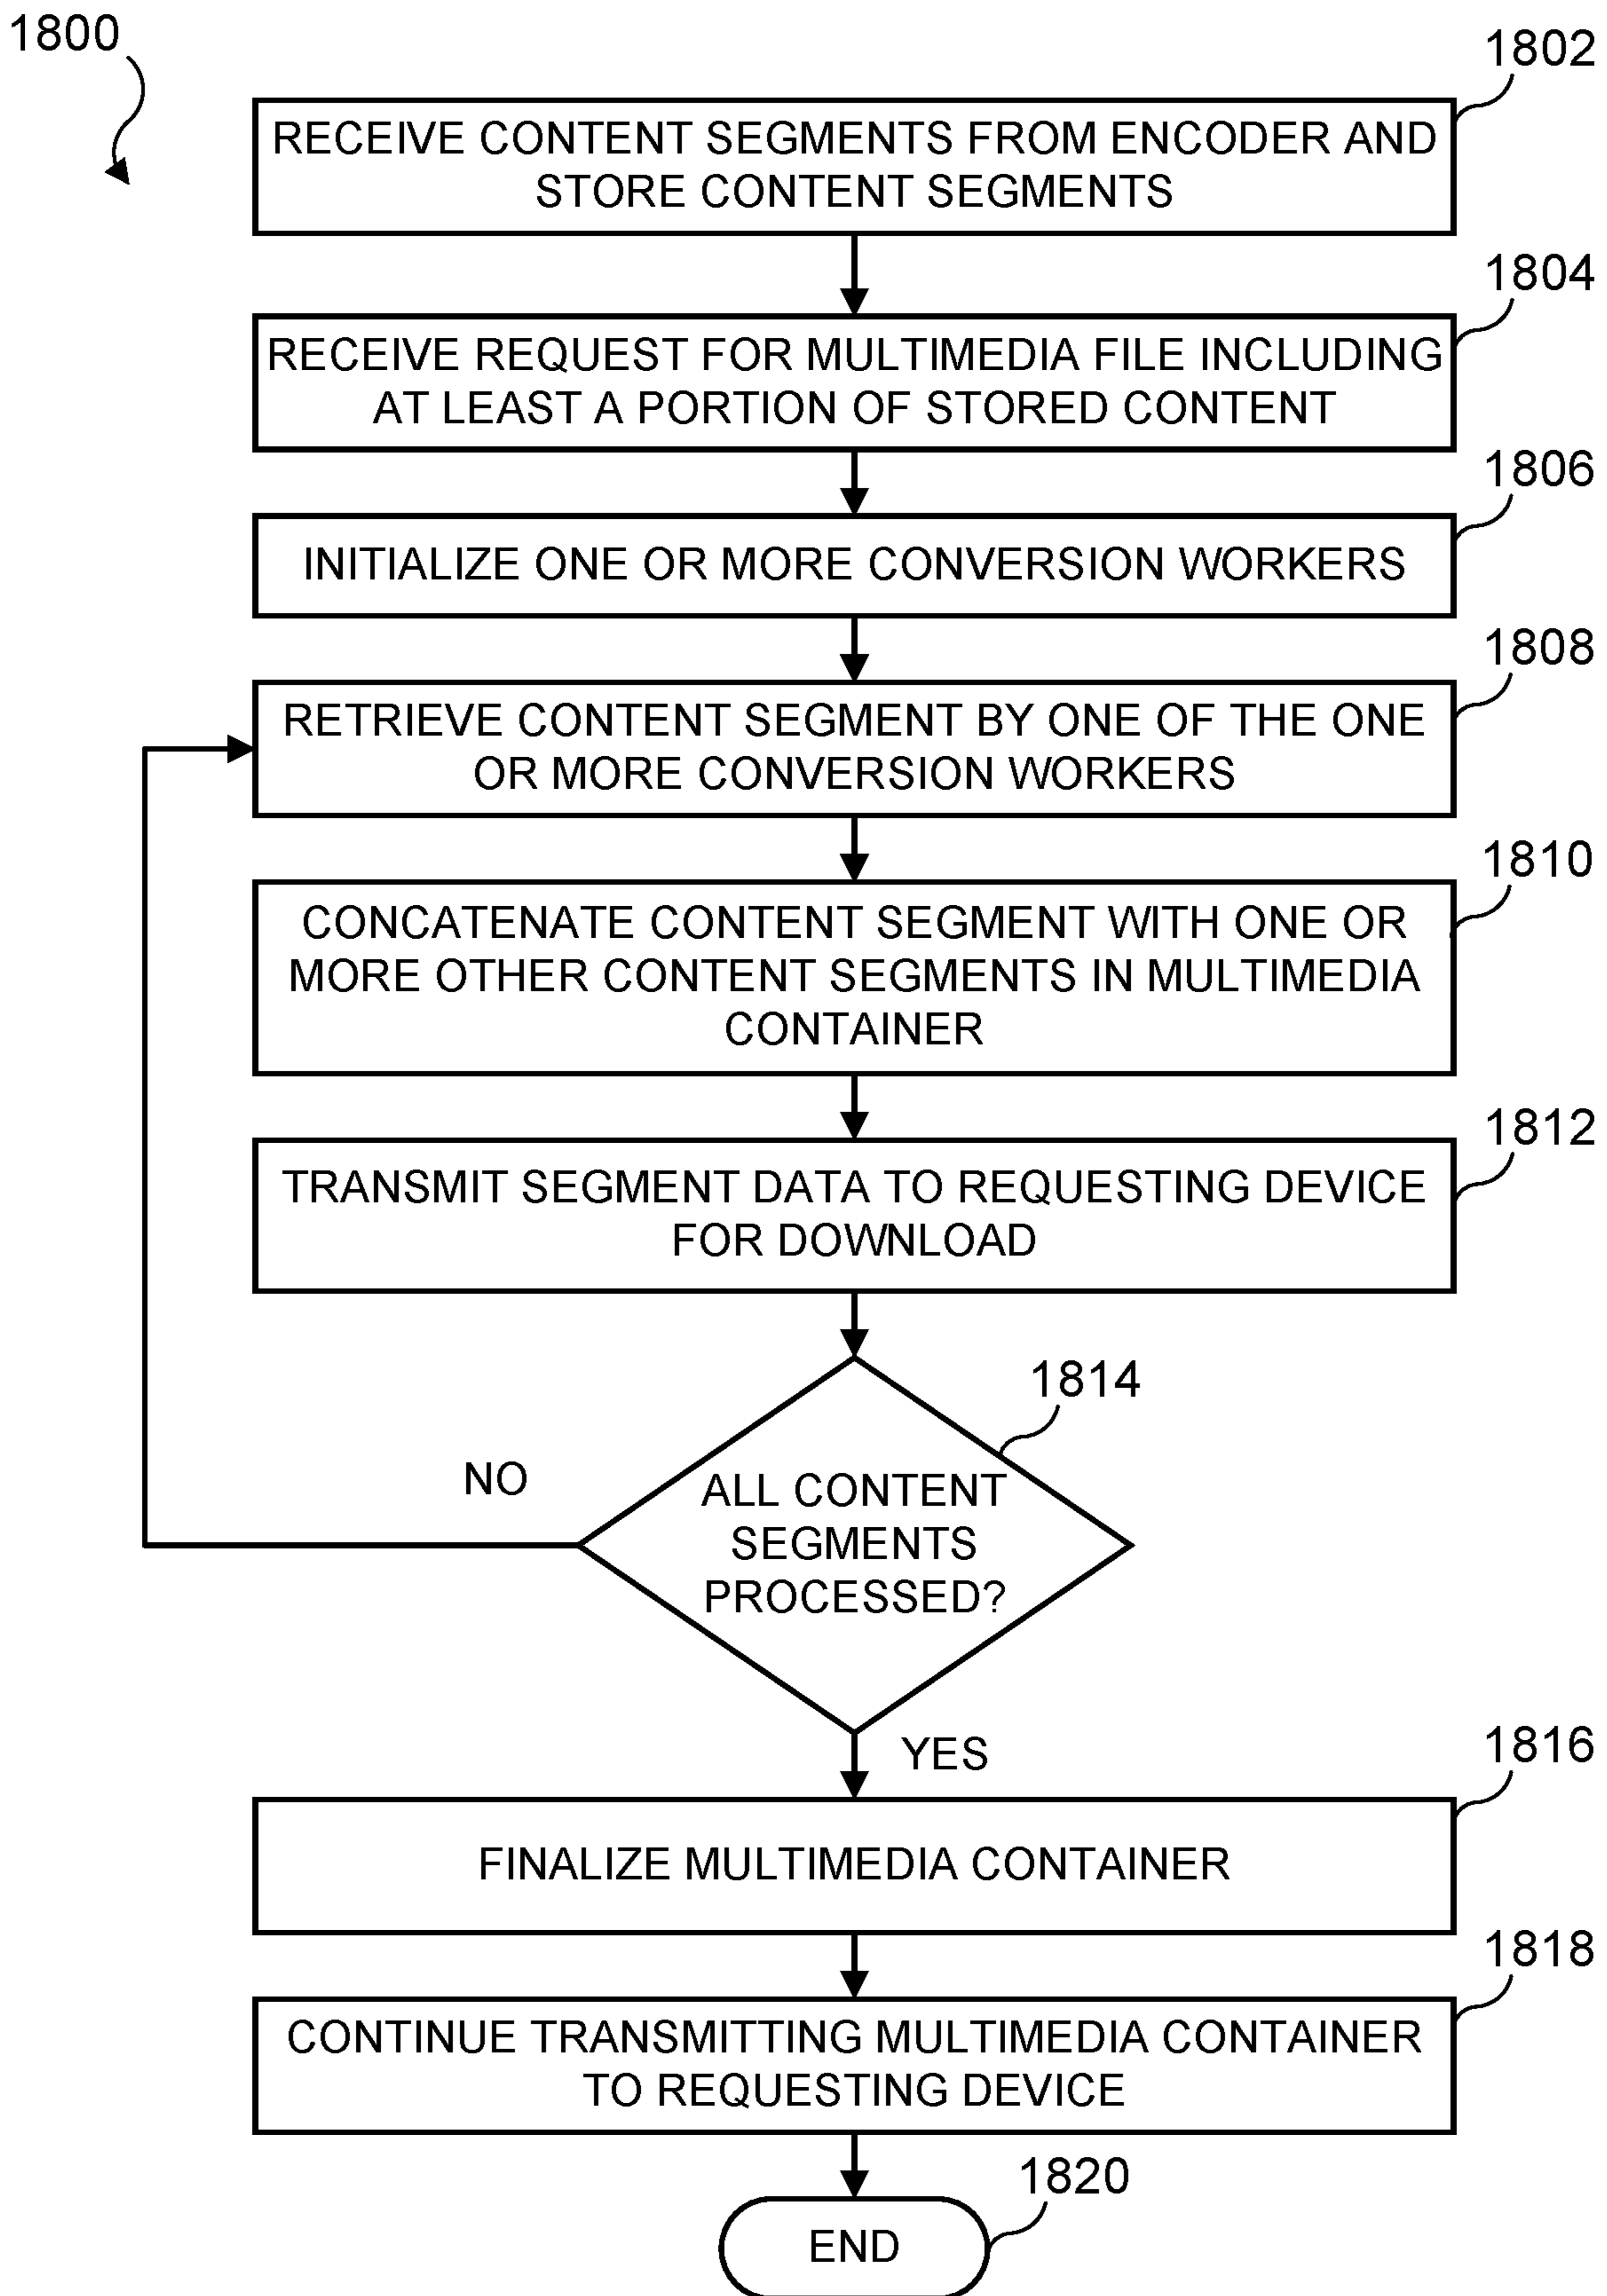 1800
1802
RECEIVE CONTENT SEGMENTS FROM ENCODER AND
STORE CONTENT SEGMENTS
1804
RECEIVE REQUEST FOR MULTIMEDIA FILE INCLUDING
AT LEAST A PORTION OF STORED CONTENT
1806
INITIALIZE ONE OR MORE CONVERSION WORKERS
1808
RETRIEVE CONTENT SEGMENT BY ONE OF THE ONE
OR MORE CONVERSION WORKERS
1810
CONCATENATE CONTENT SEGMENT WITH ONE OR
MORE OTHER CONTENT SEGMENTS IN MULTIMEDIA
CONTAINER
1812
TRANSMIT SEGMENT DATA TO REQUESTING DEVICE
FOR DOWNLOAD
1814
NO
ALL CONTENT
SEGMENTS
PROCESSED?
YES
1816
FINALIZE MULTIMEDIA CONTAINER
1818
CONTINUE TRANSMITTING MULTIMEDIA CONTAINER
TO REQUESTING DEVICE
1820
END